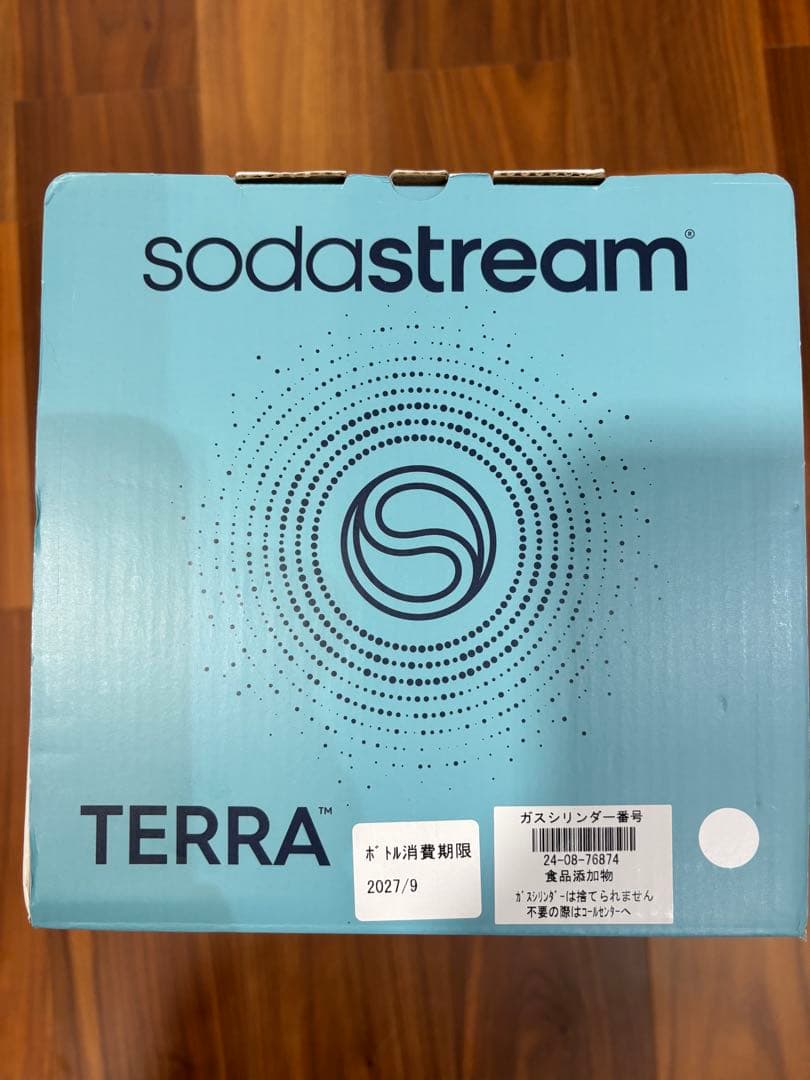 sodastream®
TERRA™
ﾎﾞﾄﾙ消費期限
2027/9
ガスシリンダー番号
24-08-76874
食品添加物
ｶﾞｽｼﾘﾝﾀﾞｰは捨てられません
不要の際はｺｰﾙｾﾝﾀｰへ